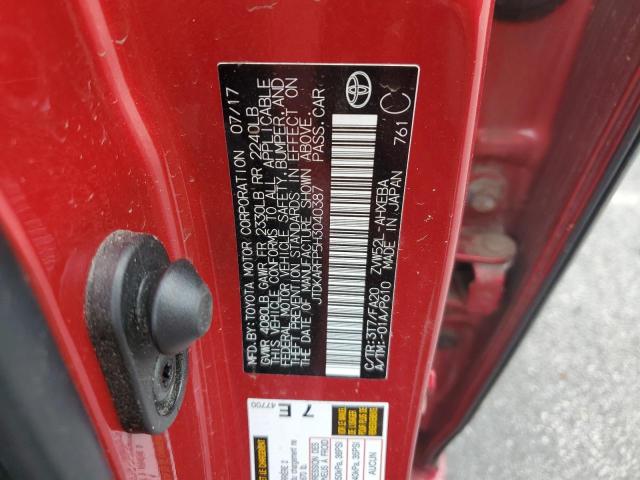 MFD. BY: TOYOTA MOTOR CORPORATION 07/17
GVWR 4080LB GAWR FR 2330LB RR 2240LB
THIS VEHICLE CONFORMS TO ALL APPLICABLE
FEDERAL MOTOR VEHICLE SAFETY, BUMPER, AND
THEFT PREVENTION STANDARDS IN EFFECT ON
THE DATE OF MANUFACTURE SHOWN ABOVE.
JTDKARFP5H3040387 PASS. CAR
C/TR:3T7/FA20 ZVW52L-AHXEBA
A/TM:-01A/P610 MADE IN JAPAN 761 C
7 E
47700